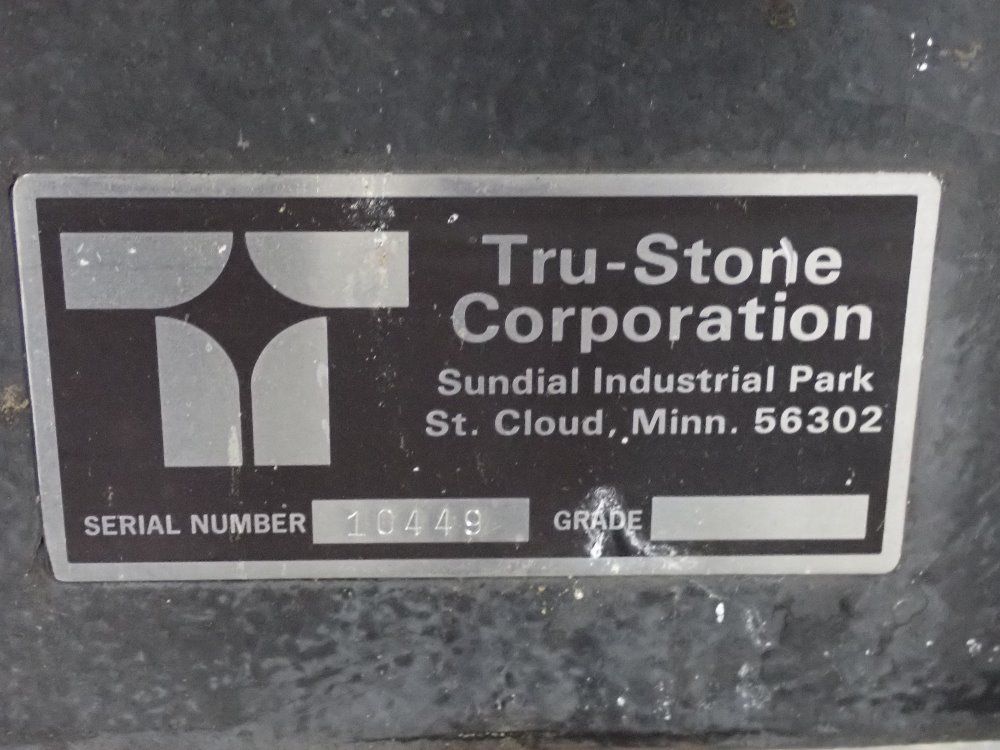 Tru-Stone
Corporation
Sundial Industrial Park
St. Cloud, Minn. 56302
SERIAL NUMBER 10449 GRADE